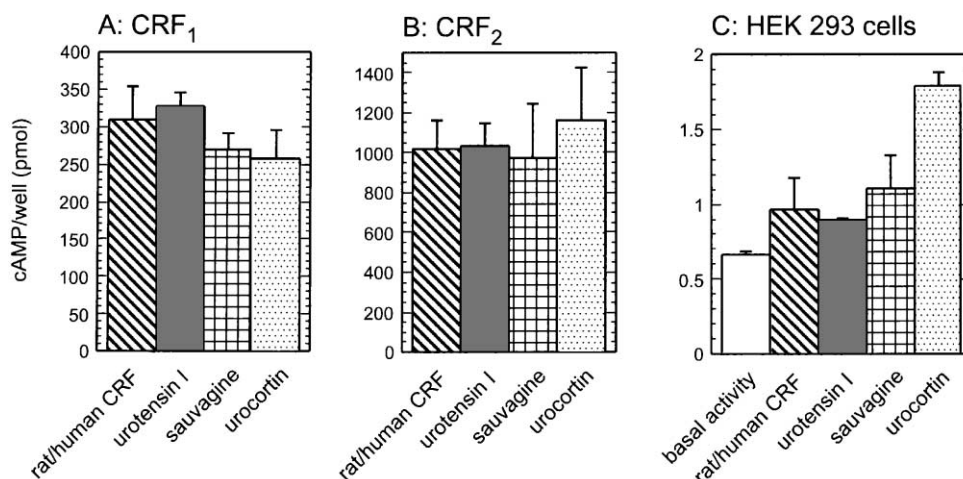 A: CRF1
B: CRF2
C: HEK 293 cells
cAMP/well (pmol)
400
350
300
250
200
150
100
50
0
rat/human CRF
urotensin I
sauvagine
urocortin
1400
1200
1000
800
600
400
200
0
rat/human CRF
urotensin I
sauvagine
urocortin
2
1.5
1
0.5
0
basal activity
rat/human CRF
urotensin I
sauvagine
urocortin